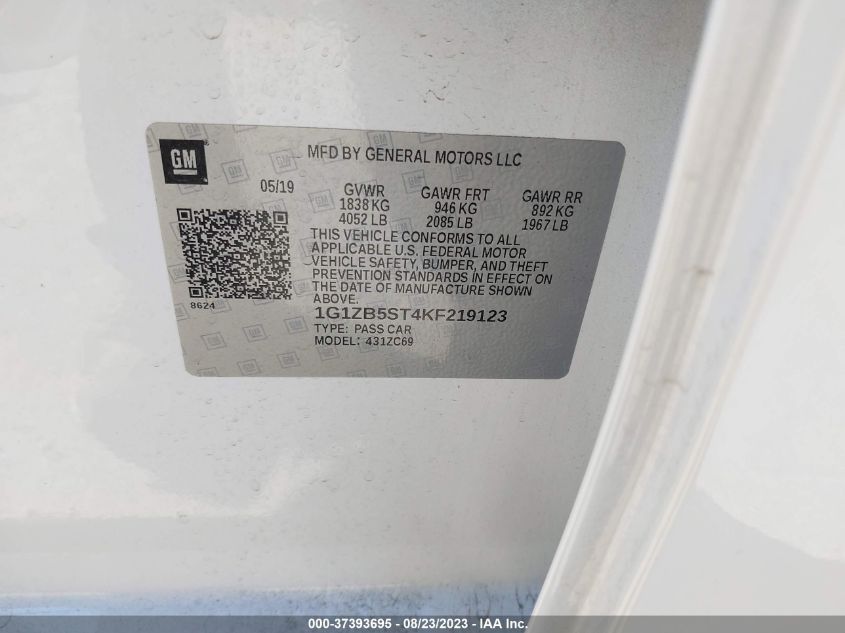 GM
MFD BY GENERAL MOTORS LLC
05/19 GVWR GAWR FRT GAWR RR
1838 KG 946 KG 892 KG
4052 LB 2085 LB 1967 LB
THIS VEHICLE CONFORMS TO ALL
APPLICABLE U.S. FEDERAL MOTOR
VEHICLE SAFETY, BUMPER, AND THEFT
PREVENTION STANDARDS IN EFFECT ON
THE DATE OF MANUFACTURE SHOWN
ABOVE.
8624
1G1ZB5ST4KF219123
TYPE: PASS CAR
MODEL: 431ZC69
000-37393695 - 08/23/2023 - IAA Inc.